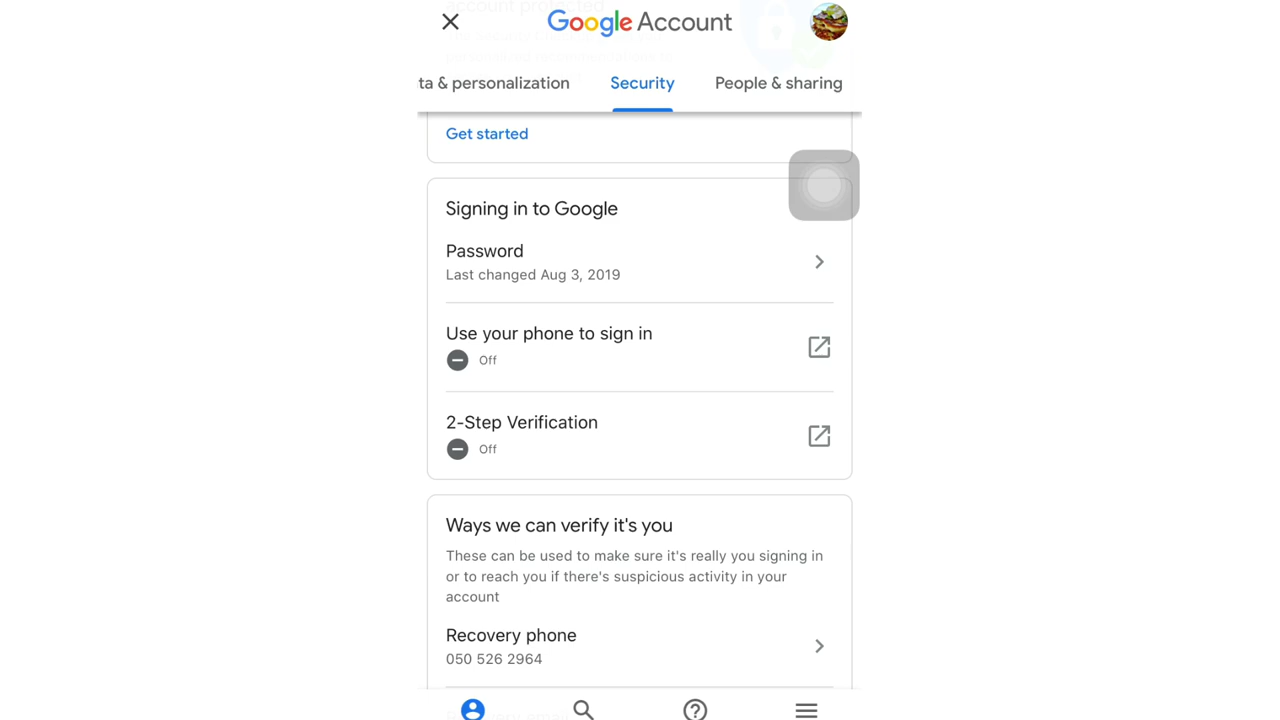 account protected
Google Account
ta & personalization
Security
People & sharing
Get started
Signing in to Google
Password
Last changed Aug 3, 2019
Use your phone to sign in
Off
2-Step Verification
Off
Ways we can verify it's you
These can be used to make sure it's really you signing in
or to reach you if there's suspicious activity in your
account
Recovery phone
050 526 2964